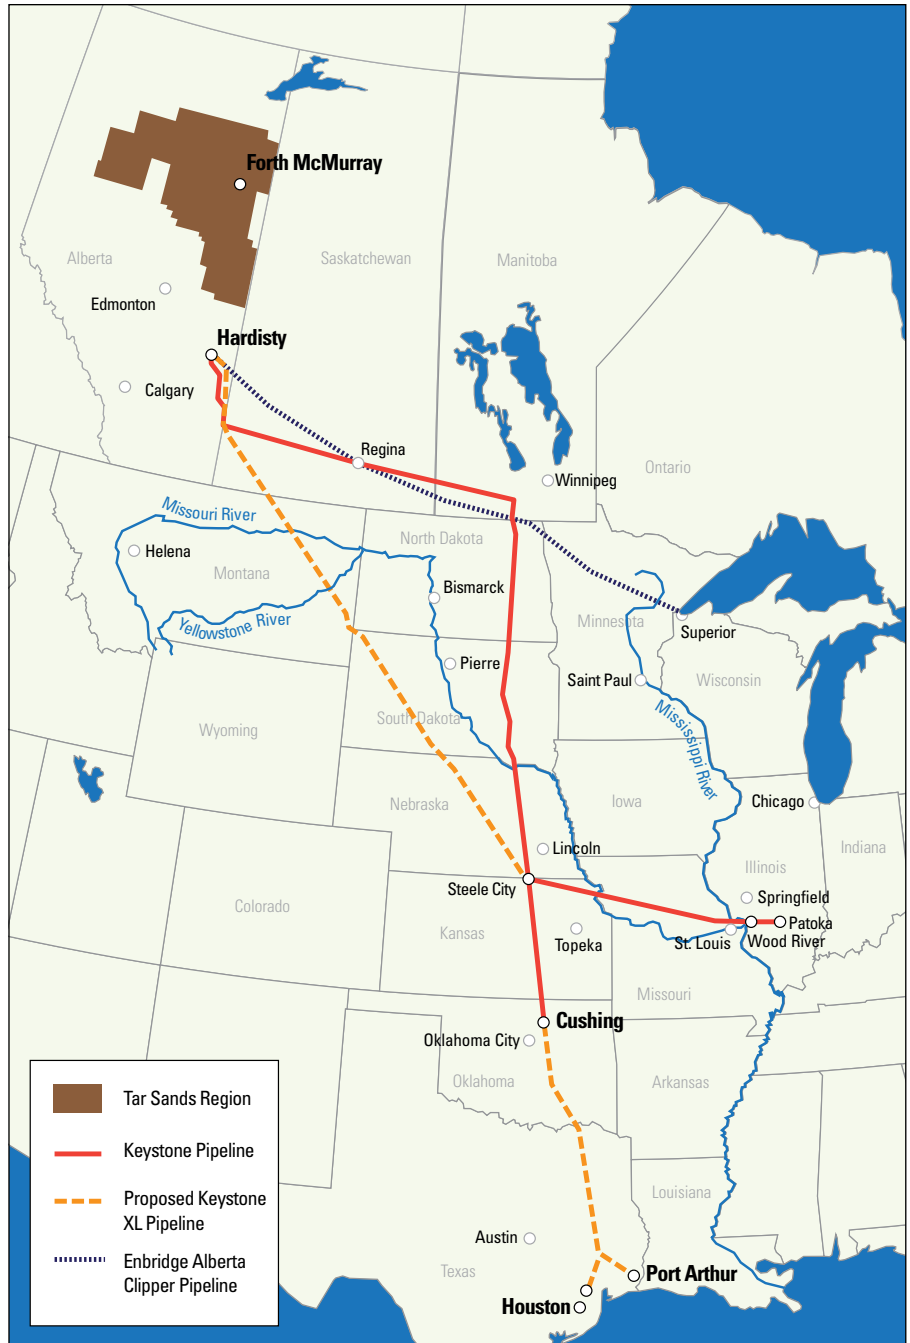 Forth McMurray
Alberta
Saskatchewan
Manitoba
Edmonton
Hardisty
Calgary
Regina
Ontario
Winpeg
Missouri River
North Dakota
Helena
Montana
Bismarck
Yellowstone River
Minnesota
Superior
Pierre
Saint Paul
Wisconsin
South Dakota
Mississippi River
Wyoming
Nebraska
Iowa
Chicago
Lincoln
Indiana
Illinois
Steele City
Springfield
Colorado
Kansas
Topeka
St. Louis
Patoka
Wood River
Missouri
Cushing
Oklahoma City
Oklahoma
Arkansas
Louisiana
Austin
Texas
Port Arthur
Houston
Tar Sands Region
Keystone Pipeline
Proposed Keystone
XL Pipeline
Enbridge Alberta
Clipper Pipeline